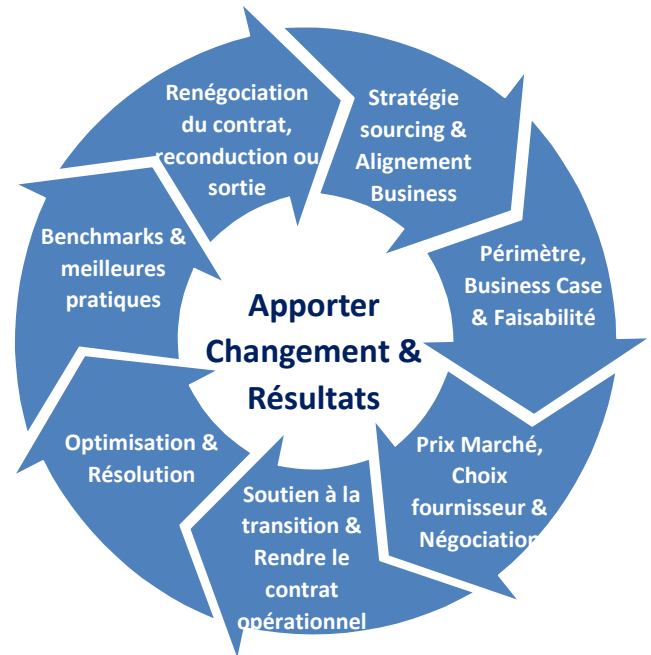 Renégociation
du contrat,
reconduction ou
sortie
Stratégie
sourcing &
Alignement
Business
Périmètre,
Business Case
& Faisabilité
Prix Marché,
Choix
fournisseur &
Négociation
Soutien à la
transition &
Rendre le
contrat
opérationnel
Optimisation &
Résolution
Benchmarks &
meilleures
pratiques
Apporter
Changement &
Résultats